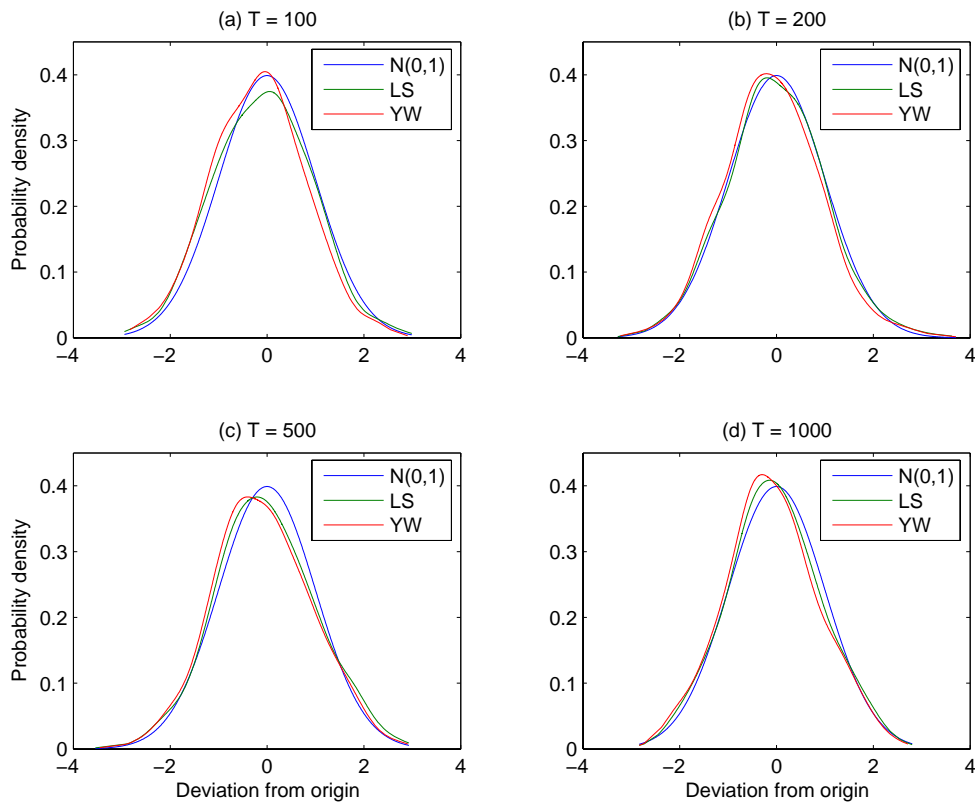 (a) T = 100
Probability density
0.4
0.3
0.2
0.1
0
−4
−2
0
2
4
N(0,1)
LS
YW
(b) T = 200
0.4
0.3
0.2
0.1
0
−4
−2
0
2
4
N(0,1)
LS
YW
(c) T = 500
Probability density
0.4
0.3
0.2
0.1
0
−4
−2
0
2
4
Deviation from origin
N(0,1)
LS
YW
(d) T = 1000
0.4
0.3
0.2
0.1
0
−4
−2
0
2
4
Deviation from origin
N(0,1)
LS
YW